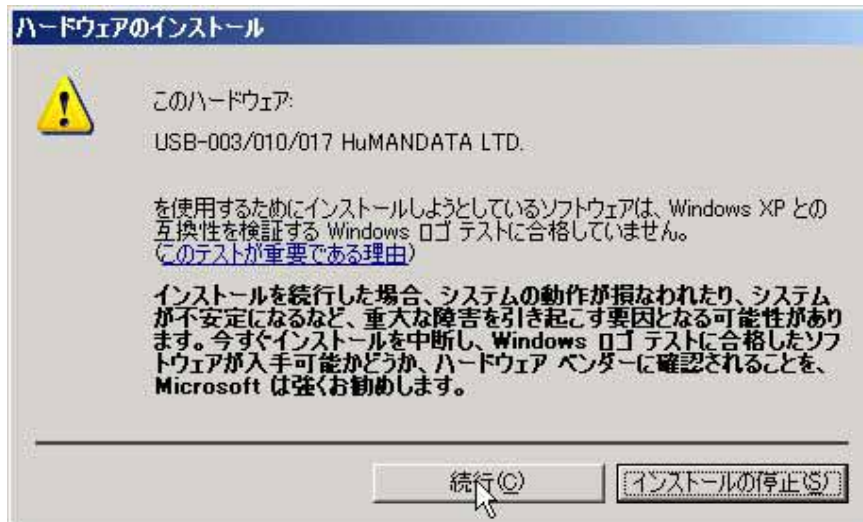 ハードウェアのインストール
このハードウェア:
USB-003/010/017 HuMANDATA LTD.
を使用するためにインストールしようとしているソフトウェアは、Windows XP との
互換性を検証する Windows ロゴ テストに合格していません。
(このテストが重要である理由)
インストールを続行した場合、システムの動作が損なわれたり、システム
が不安定になるなど、重大な障害を引き起こす要因となる可能性があり
ます。今すぐインストールを中断し、Windows ロゴ テストに合格したソフ
トウェアが入手可能かどうか、ハードウェア ベンダーに確認されることを、
Microsoft は強くお勧めします。
続行(C) インストールの停止(S)